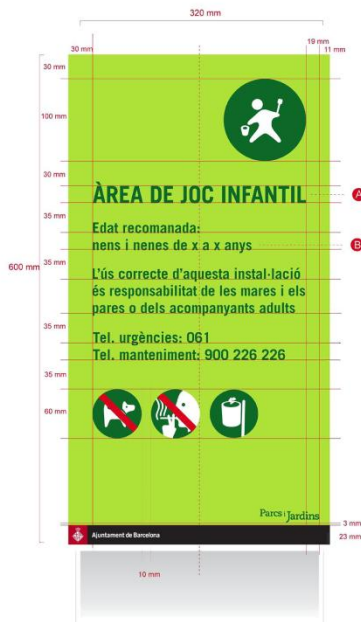 320 mm
30 mm
19 mm
11 mm
30 mm
100 mm
30 mm
ÀREA DE JOC INFANTIL
A
35 mm
Edat recomanada:
nens i nenes de x a x anys
B
35 mm
600 mm
L'ús correcte d'aquesta instal·lació
és responsabilitat de les mares i els
pares o dels acompanyants adults
35 mm
Tel. urgències: 061
Tel. manteniment: 900 226 226
35 mm
60 mm
Parcs i Jardins
3 mm
Ajuntament de Barcelona
23 mm
10 mm